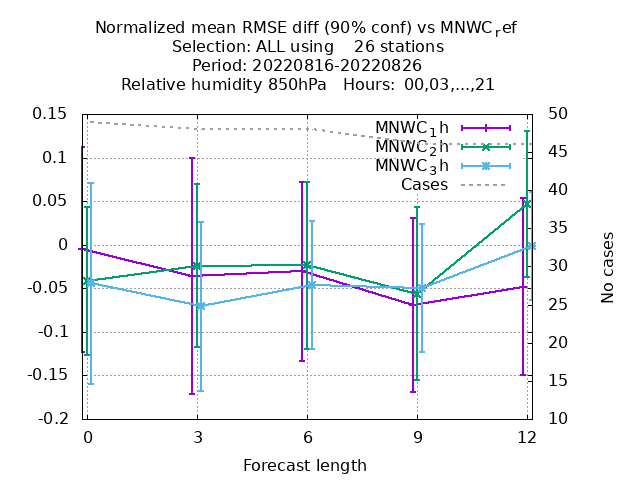 Normalized mean RMSE diff (90% conf) vs MNWC_ref
Selection: ALL using 26 stations
Period: 20220816-20220826
Relative humidity 850hPa Hours: 00,03,...,21
MNWC_1h
MNWC_2h
MNWC_3h
Cases
0.15
0.1
0.05
0
-0.05
-0.1
-0.15
-0.2
50
45
40
35
30
25
20
15
10
No cases
0 3 6 9 12
Forecast length